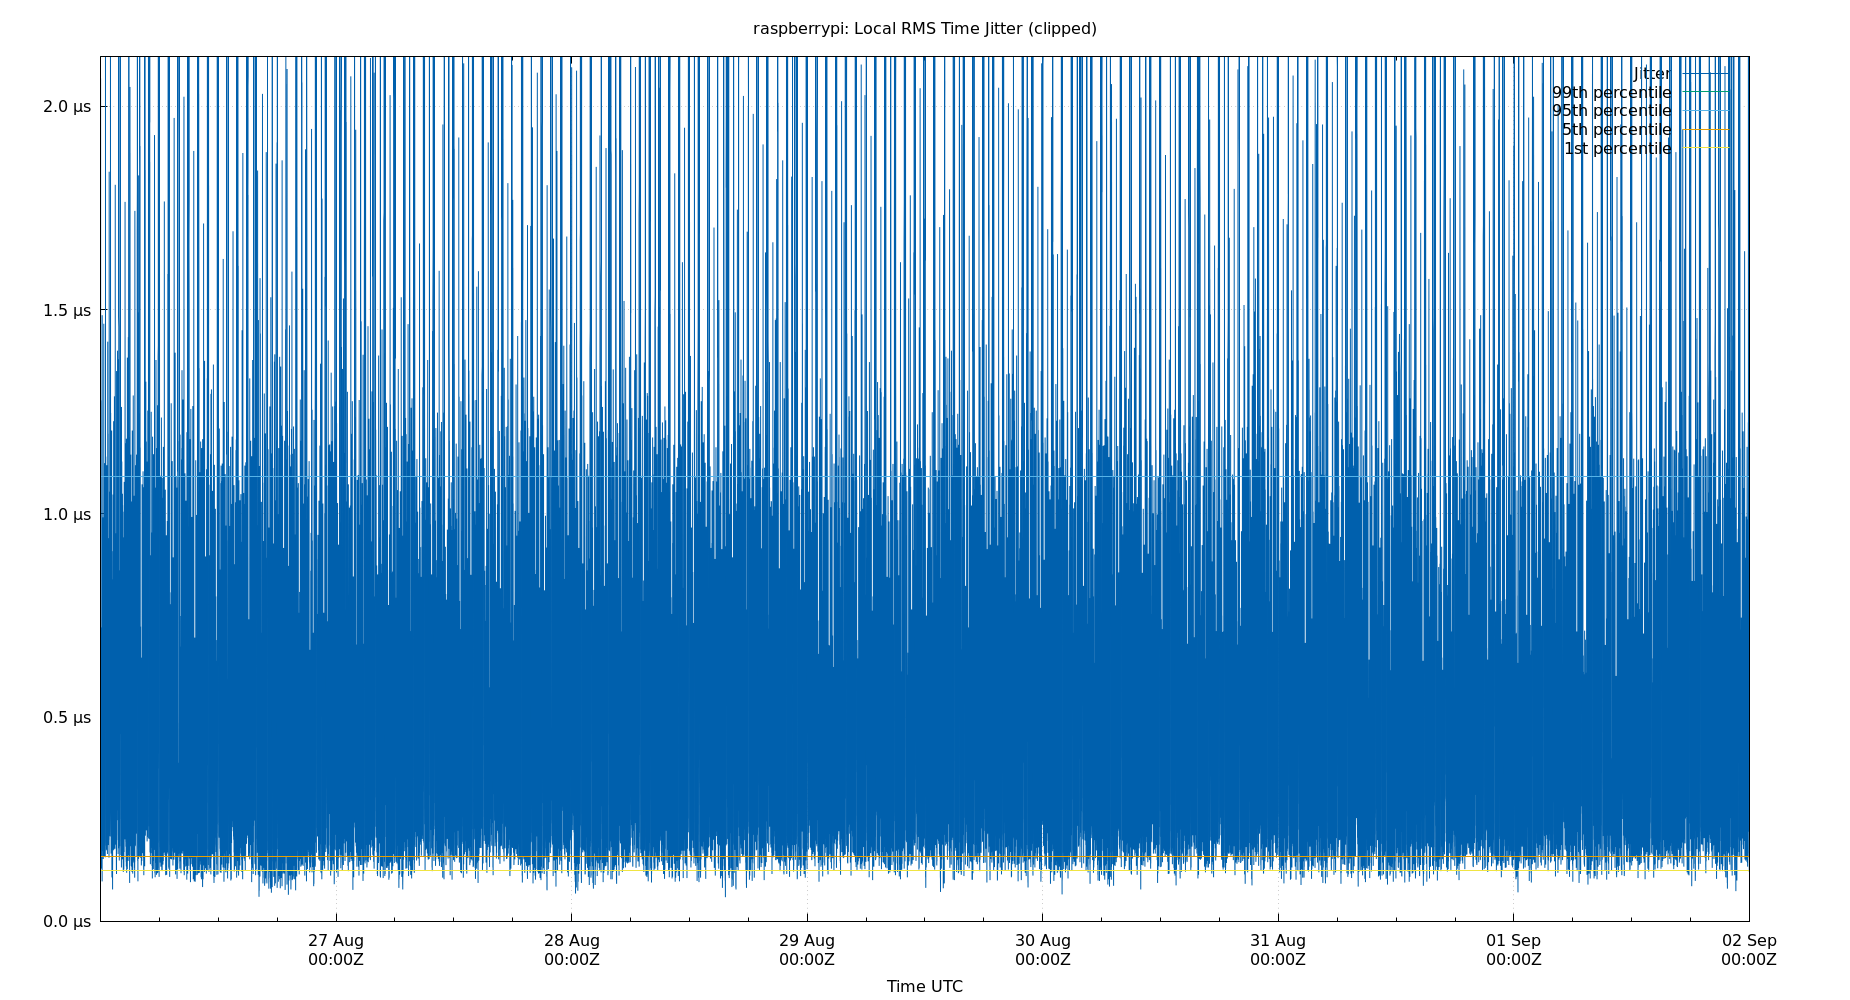 raspberrypi: Local RMS Time Jitter (clipped)
Jitter
99th percentile
95th percentile
5th percentile
1st percentile
2.0 µs
1.5 µs
1.0 µs
0.5 µs
0.0 µs
27 Aug 28 Aug 29 Aug 30 Aug 31 Aug 01 Sep 02 Sep
00:00Z 00:00Z 00:00Z 00:00Z 00:00Z 00:00Z 00:00Z
Time UTC